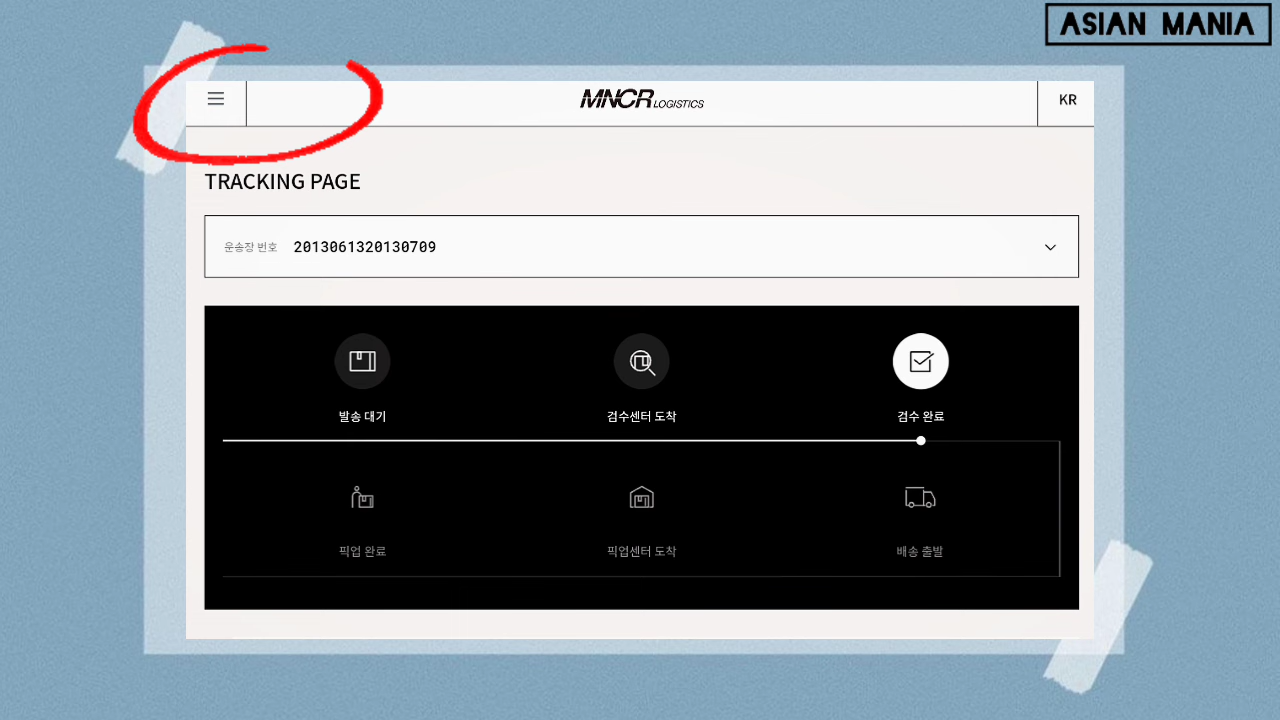 ASIAN MANIA
MNCR LOGISTICS
KR
TRACKING PAGE
운송장 번호 2013061320130709
발송 대기 검수센터 도착 검수 완료
픽업 완료 픽업센터 도착 배송 출발